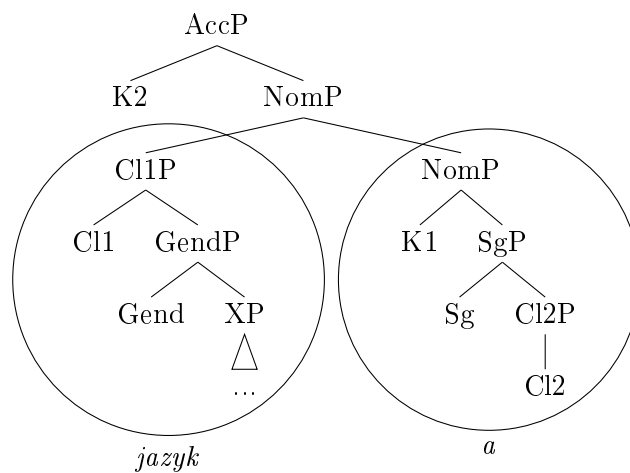 AccP
K2 NomP
Cl1P NomP
Cl1 GendP K1 SgP
Gend XP Sg Cl2P
... Cl2
jazyk a